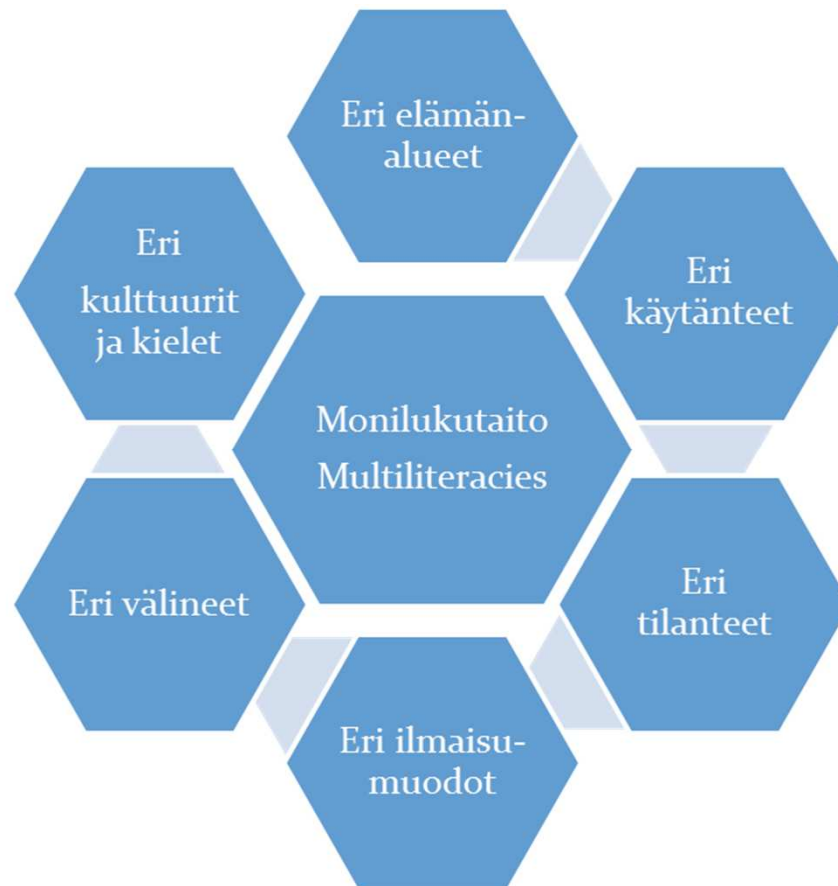 Eri elämän-
alueet
Eri
käytänteet
Eri
tilanteet
Eri ilmaisu-
muodot
Eri välineet
Eri
kulttuurit
ja kielet
Monilukutaito
Multiliteracies